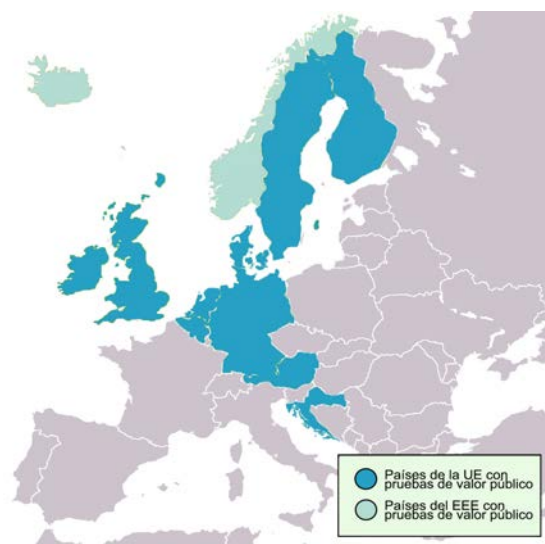 Países de la UE con
pruebas de valor público
Países del EEE con
pruebas de valor público